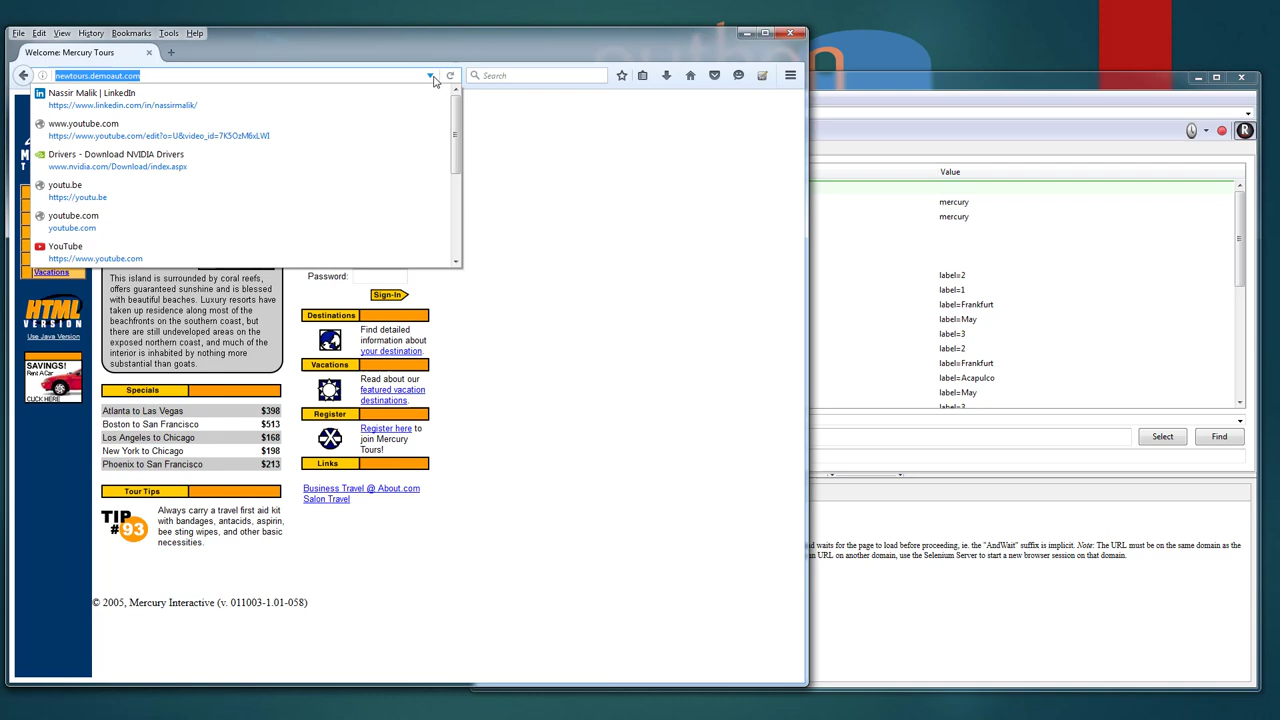 File Edit View History Bookmarks Tools Help
Welcome: Mercury Tours
newtours.demoaut.com
Search
Nassir Malik | LinkedIn
https://www.linkedin.com/in/nassirmalik/
www.youtube.com
https://www.youtube.com/edit?o=U&video_id=7K5OzM6xLWI
Drivers - Download NVIDIA Drivers
www.nvidia.com/Download/index.aspx
youtu.be
https://youtu.be
youtube.com
youtube.com
YouTube
https://www.youtube.com
Vacations
HTML
VERSION
Use Java Version
SAVINGS!
Rent A Car
CLICK HERE
This island is surrounded by coral reefs,
offers guaranteed sunshine and is blessed
with beautiful beaches. Luxury resorts have
taken up residence along most of the
beachfronts on the southern coast, but
there are still undeveloped areas on the
exposed northern coast, and much of the
interior is inhabited by nothing more
substantial than goats.
Specials
Atlanta to Las Vegas $398
Boston to San Francisco $513
Los Angeles to Chicago $168
New York to Chicago $198
Phoenix to San Francisco $213
Tour Tips
TIP
#93
Always carry a travel first aid kit
with bandages, antacids, aspirin,
bee sting wipes, and other basic
necessities.
Password:
Sign-In
Destinations
Find detailed
information about
your destination.
Vacations
Read about our
featured vacation
destinations.
Register
Register here to
join Mercury
Tours!
Links
Business Travel @ About.com
Salon Travel
© 2005, Mercury Interactive (v. 011003-1.01-058)
R
Value
mercury
mercury
label=2
label=1
label=Frankfurt
label=May
label=3
label=2
label=Frankfurt
label=Acapulco
label=May
label=3
Select Find
d waits for the page to load before proceeding, ie. the "AndWait" suffix is implicit. Note: The URL must be on the same domain as the
an URL on another domain, use the Selenium Server to start a new browser session on that domain.